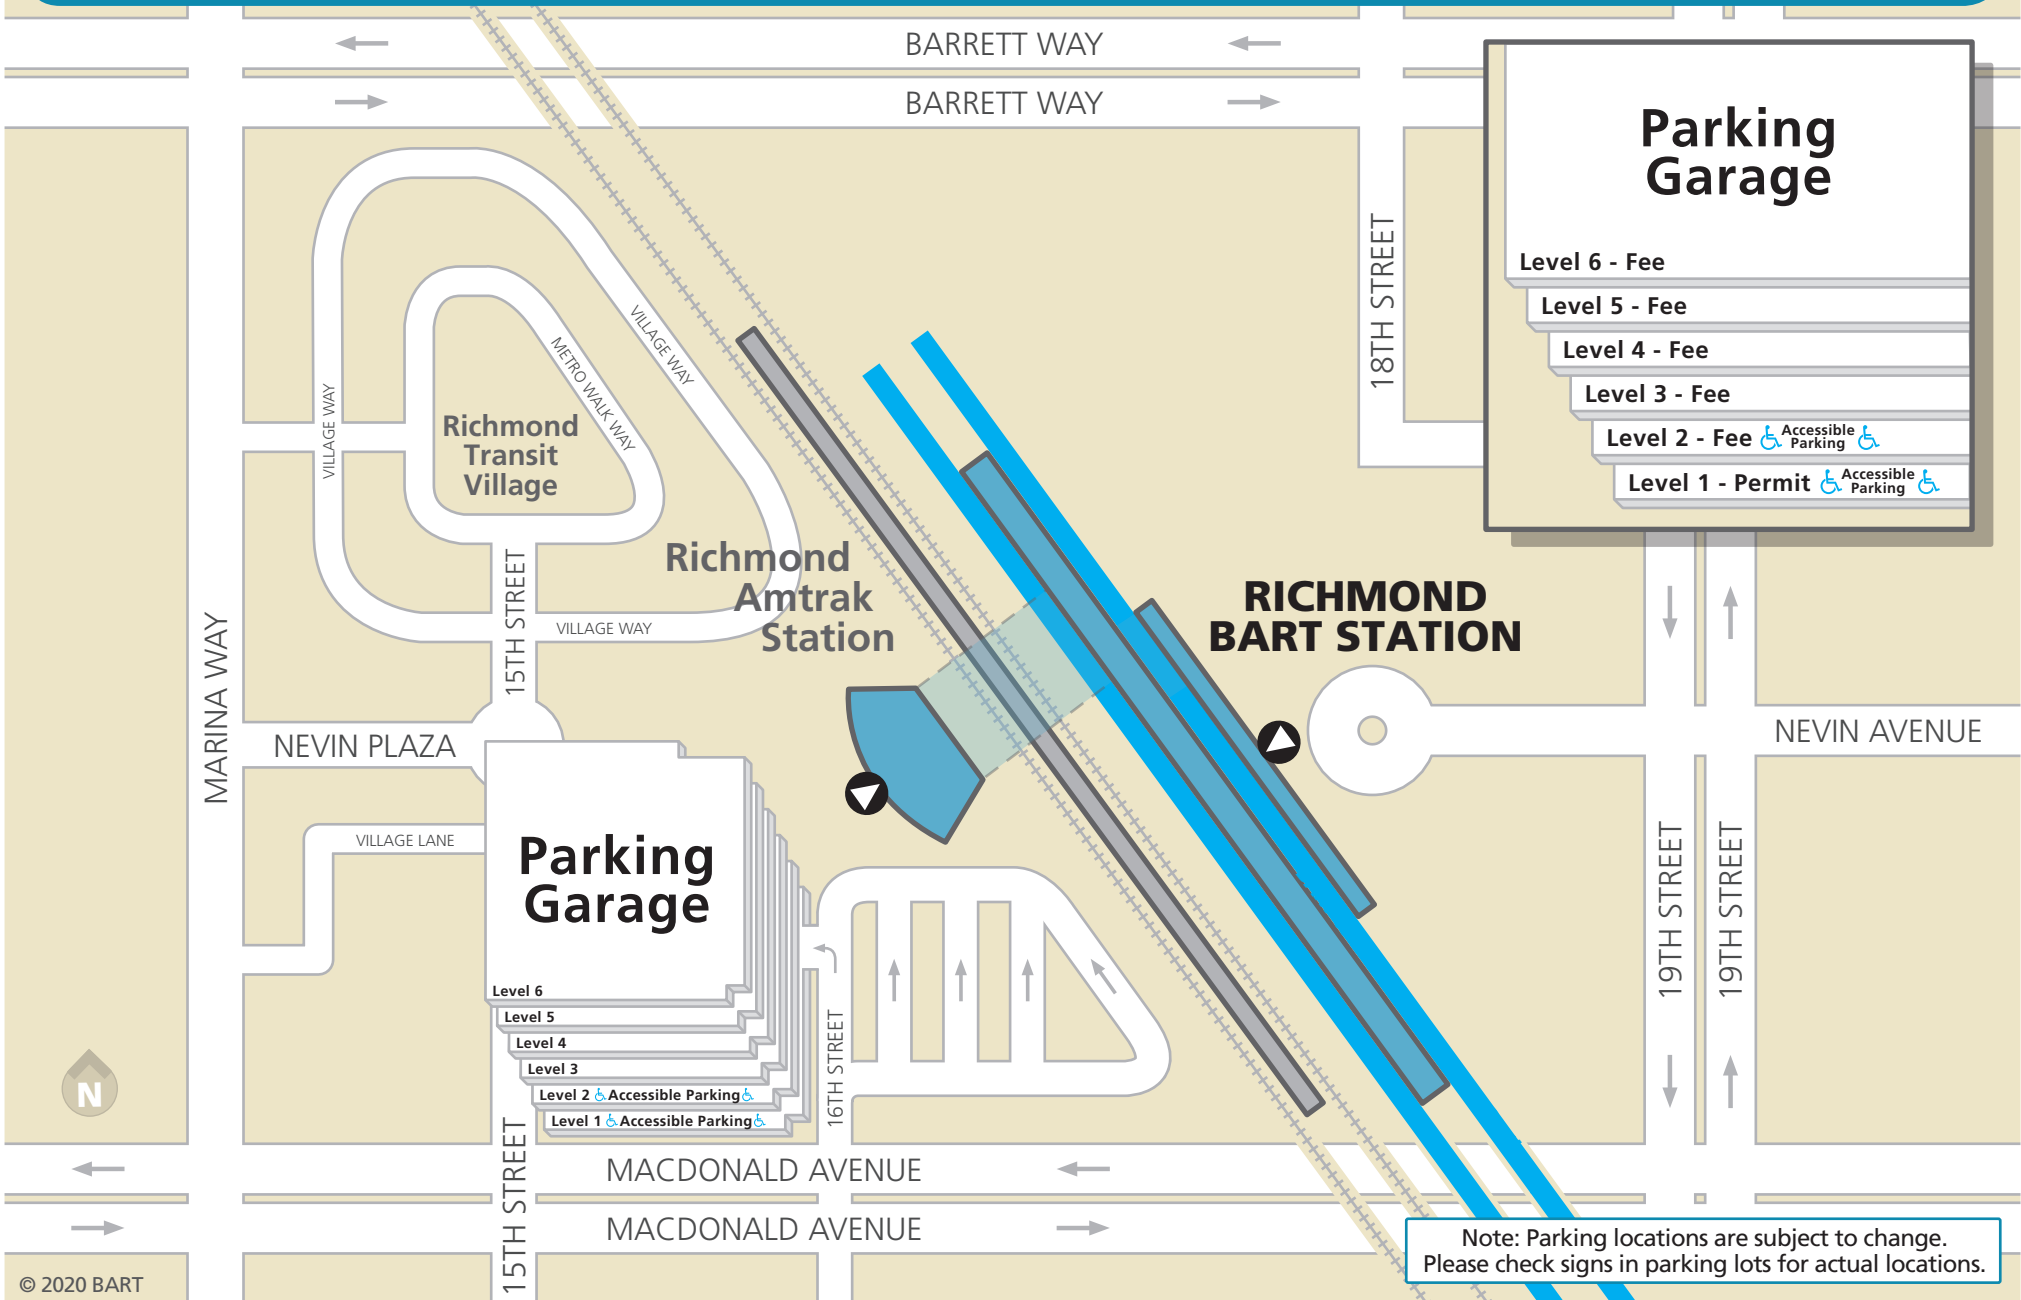 BARRETT WAY
BARRETT WAY
Parking
Garage
Level 6 - Fee
Level 5 - Fee
Level 4 - Fee
Level 3 - Fee
Level 2 - Fee Accessible Parking
Level 1 - Permit Accessible Parking
18TH STREET
VILLAGE WAY
METRO WALK WAY
VILLAGE WAY
Richmond
Transit
Village
Richmond
Amtrak
Station
RICHMOND
BART STATION
15TH STREET
VILLAGE WAY
MARINA WAY
NEVIN PLAZA
NEVIN AVENUE
VILLAGE LANE
Parking
Garage
Level 6
Level 5
Level 4
Level 3
Level 2 Accessible Parking
Level 1 Accessible Parking
16TH STREET
19TH STREET
19TH STREET
N
15TH STREET
MACDONALD AVENUE
MACDONALD AVENUE
Note: Parking locations are subject to change.
Please check signs in parking lots for actual locations.
© 2020 BART